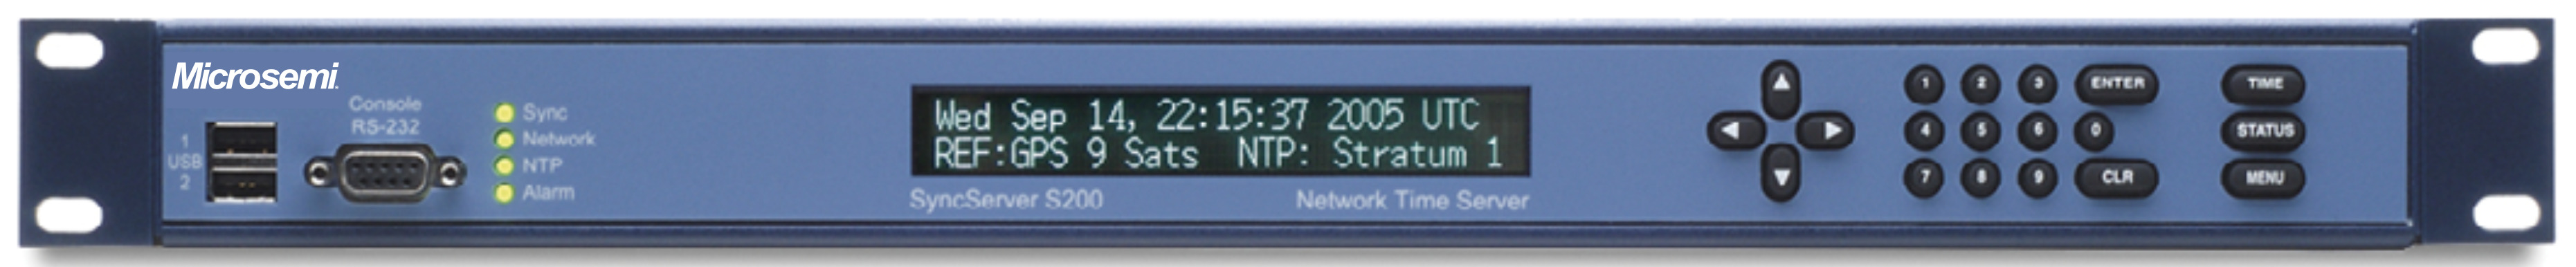 Microsemi
Console
RS-232
1
USB
2
Sync
Network
NTP
Alarm
Wed Sep 14, 22:15:37 2005 UTC
REF:GPS 9 Sats NTP: Stratum 1
SyncServer S200
Network Time Server
1 2 3 ENTER
4 5 6 0
7 8 9 CLR
TIME
STATUS
MENU